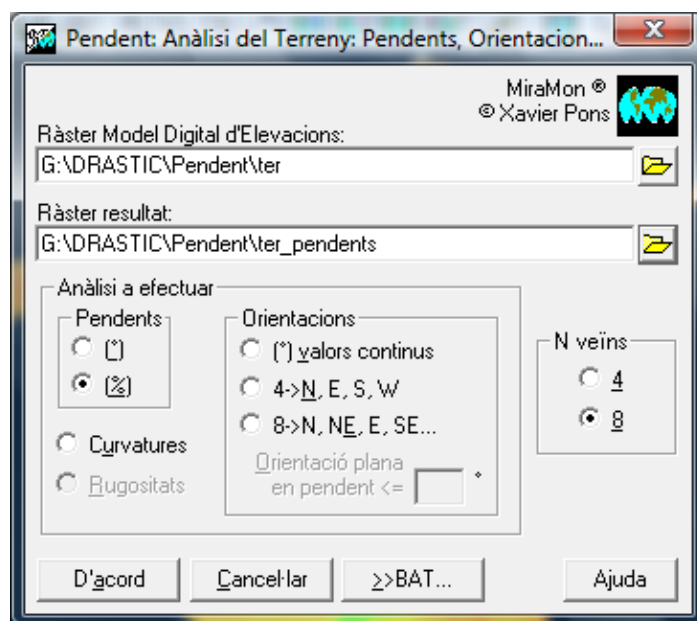 Pendent: Anàlisi del Terreny: Pendents, Orientacion...
MiraMon ®
© Xavier Pons
Ràster Model Digital d'Elevacions:
G:\DRASTIC\Pendent\ter
Ràster resultat:
G:\DRASTIC\Pendent\ter_pendents
Anàlisi a efectuar
Pendents
(°)
(%)
Curvatures
Rugositats
Orientacions
(°) valors continus
4->N, E, S, W
8->N, NE, E, SE...
Orientació plana
en pendent <= °
N veïns
4
8
D'acord
Cancel·lar
>>BAT...
Ajuda